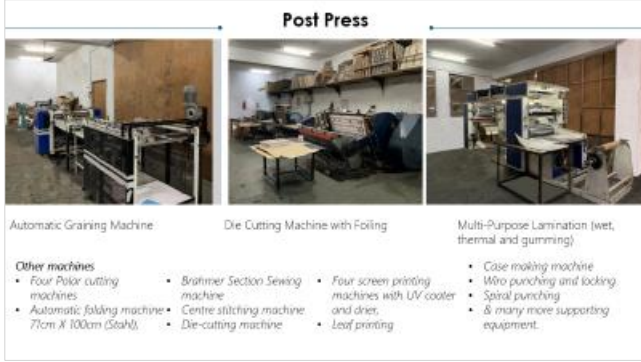 Post Press
Automatic Graining Machine
Die Cutting Machine with Foiling
Multi-Purpose Lamination (wet,
thermal and gumming)
Other machines
• Four Polar cutting
machines
• Automatic folding machine
71cm X 100cm (Stahl),
• Brahmer Section Sewing
machine
• Centre stitching machine
• Die-cutting machine
• Four screen printing
machines with UV coater
and drier,
• Leaf printing
• Case making machine
• Wiro punching and locking
• Spiral punching
• & many more supporting
equipment.